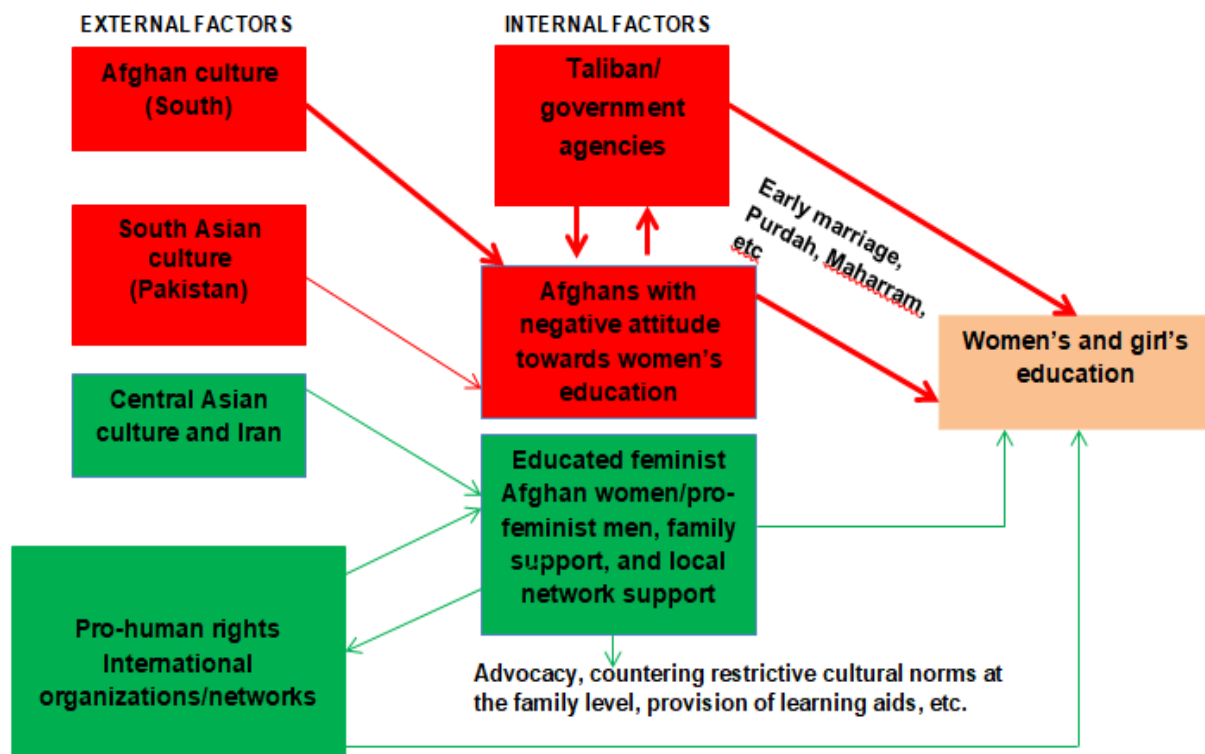 EXTERNAL FACTORS
INTERNAL FACTORS
Afghan culture
(South)
Taliban/
government
agencies
South Asian
culture
(Pakistan)
Early marriage,
Purdah, Maharram,
etc
Afghans with
negative attitude
towards women's
education
Women's and girl's
education
Central Asian
culture and Iran
Educated feminist
Afghan women/pro-
feminist men, family
support, and local
network support
Pro-human rights
International
organizations/networks
Advocacy, countering restrictive cultural norms at
the family level, provision of learning aids, etc.